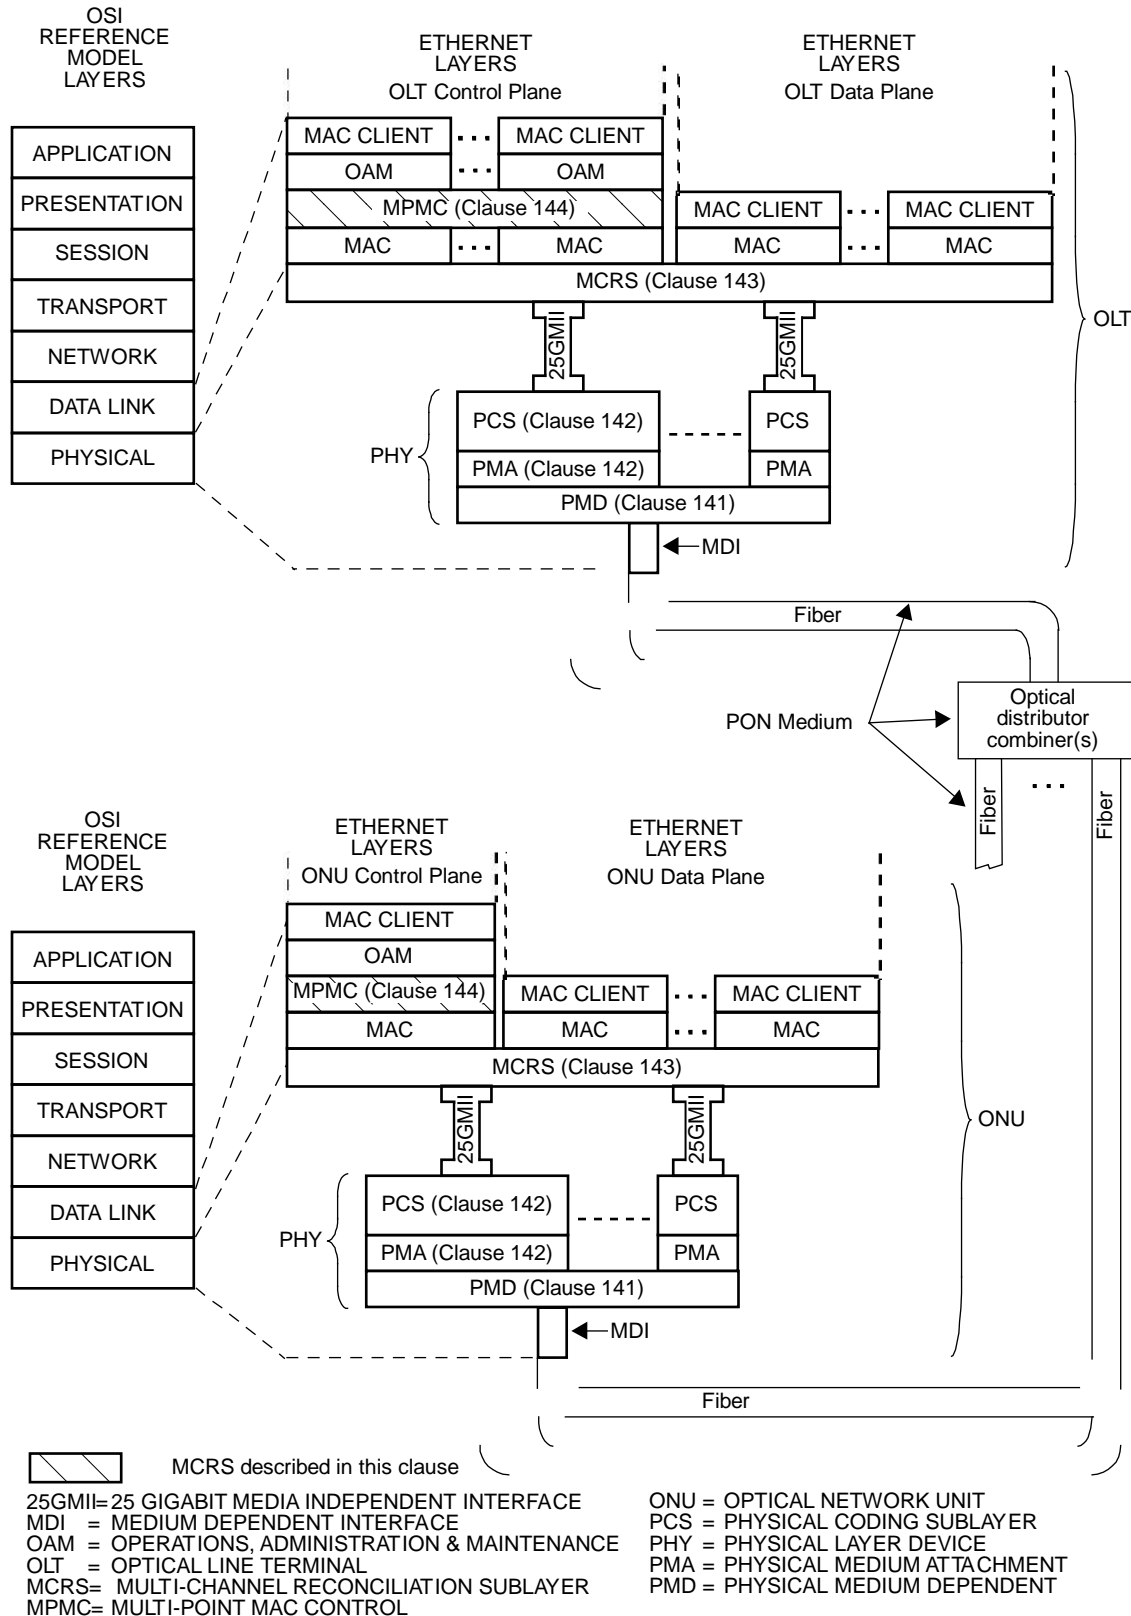 OSI
REFERENCE
MODEL
LAYERS
ETHERNET
LAYERS
OLT Control Plane
ETHERNET
LAYERS
OLT Data Plane
APPLICATION
PRESENTATION
SESSION
TRANSPORT
NETWORK
DATA LINK
PHYSICAL
MAC CLIENT ... MAC CLIENT
OAM ... OAM
MPMC (Clause 144)
MAC ... MAC
MAC CLIENT ... MAC CLIENT
MAC ... MAC
MCRS (Clause 143)
OLT
25GMII
25GMII
PHY
PCS (Clause 142)
PCS
PMA (Clause 142)
PMA
PMD (Clause 141)
MDI
Fiber
PON Medium
Optical
distributor
combiner(s)
...
Fiber
Fiber
OSI
REFERENCE
MODEL
LAYERS
ETHERNET
LAYERS
ONU Control Plane
ETHERNET
LAYERS
ONU Data Plane
APPLICATION
PRESENTATION
SESSION
TRANSPORT
NETWORK
DATA LINK
PHYSICAL
MAC CLIENT
OAM
MPMC (Clause 144)
MAC
MAC CLIENT ... MAC CLIENT
MAC ... MAC
MCRS (Clause 143)
ONU
25GMII
25GMII
PHY
PCS (Clause 142)
PCS
PMA (Clause 142)
PMA
PMD (Clause 141)
MDI
Fiber
MCRS described in this clause
25GMII= 25 GIGABIT MEDIA INDEPENDENT INTERFACE
MDI = MEDIUM DEPENDENT INTERFACE
OAM = OPERATIONS, ADMINISTRATION & MAINTENANCE
OLT = OPTICAL LINE TERMINAL
MCRS= MULTI-CHANNEL RECONCILIATION SUBLAYER
MPMC= MULTI-POINT MAC CONTROL
ONU = OPTICAL NETWORK UNIT
PCS = PHYSICAL CODING SUBLAYER
PHY = PHYSICAL LAYER DEVICE
PMA = PHYSICAL MEDIUM ATTACHMENT
PMD = PHYSICAL MEDIUM DEPENDENT